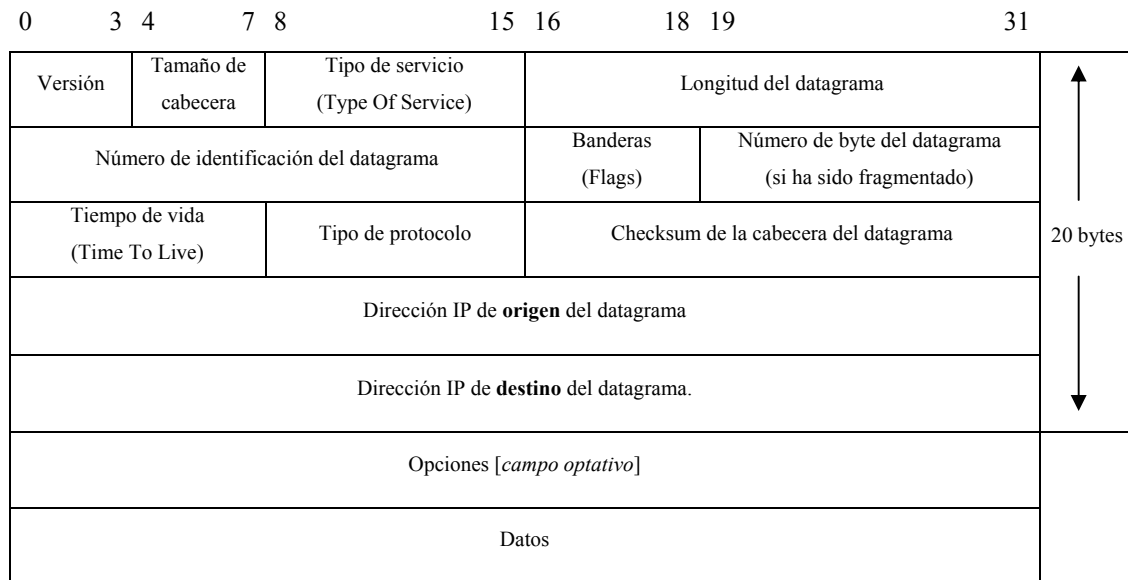 0 3 4 7 8 15 16 18 19 31
Versión
Tamaño de
cabecera
Tipo de servicio
(Type Of Service)
Longitud del datagrama
Número de identificación del datagrama
Banderas
(Flags)
Número de byte del datagrama
(si ha sido fragmentado)
Tiempo de vida
(Time To Live)
Tipo de protocolo
Checksum de la cabecera del datagrama
20 bytes
Dirección IP de origen del datagrama
Dirección IP de destino del datagrama.
Opciones [campo optativo]
Datos